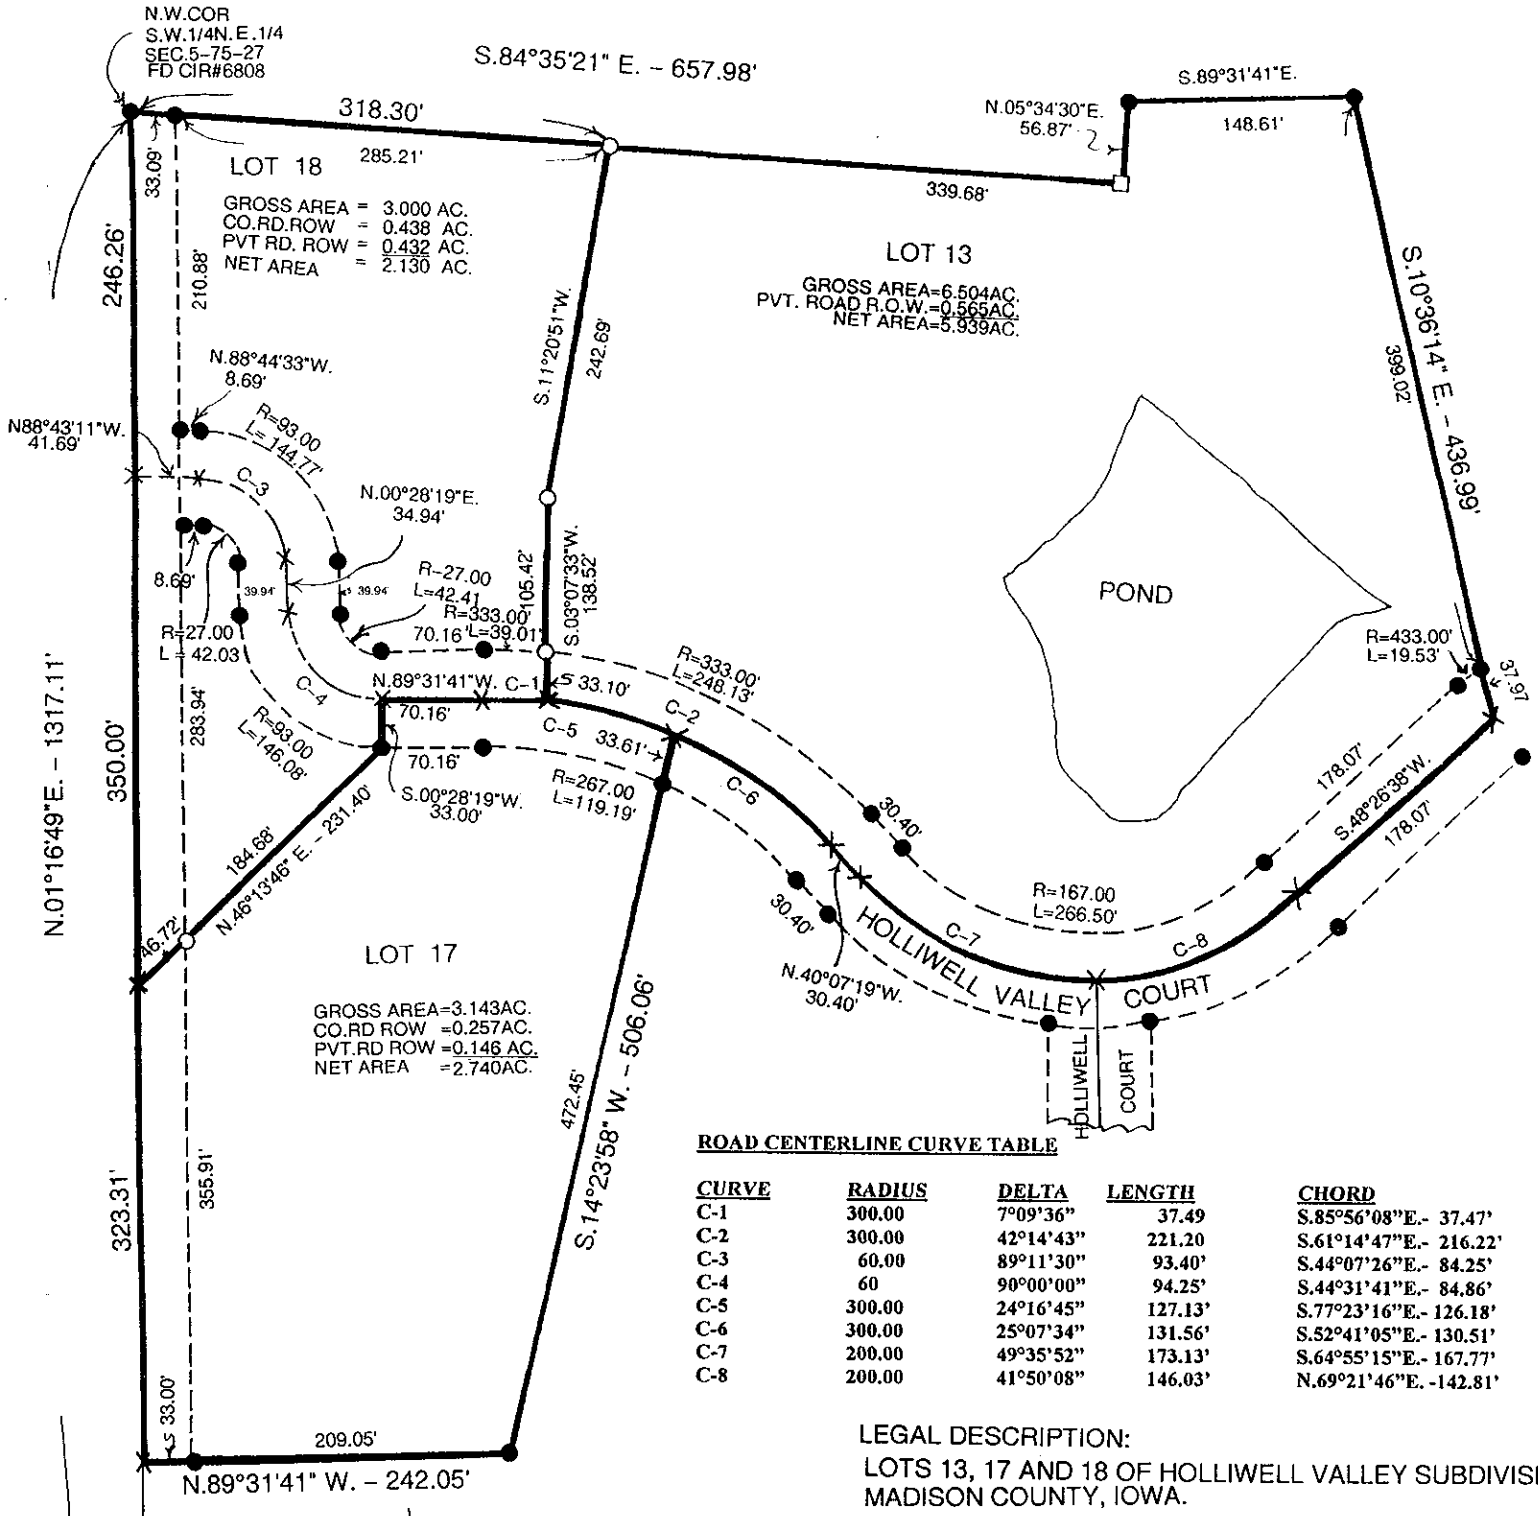 N.W.COR
S.W.1/4N.E.1/4
SEC.5-75-27
FD CIR#6808
S.84°35'21" E. - 657.98'
S.89°31'41"E.
148.61'
N.05°34'30"E.
56.87'
318.30'
285.21'
33.09'
339.68'
LOT 18
GROSS AREA = 3.000 AC.
CO.RD.ROW = 0.438 AC.
PVT RD. ROW = 0.432 AC.
NET AREA = 2.130 AC.
LOT 13
GROSS AREA=6.504AC.
PVT. ROAD R.O.W.=0.565AC.
NET AREA=5.939AC.
246.26'
210.88'
S.11°20'51"W.
242.69'
S.10°36'14" E. - 436.99'
399.02'
N.88°44'33"W.
8.69'
N88°43'11"W.
41.69'
R=93.00
L= 144.77'
C-3
N.00°28'19"E.
34.94'
8.69'
39.94'
39.94'
R-27.00
L=42.41
R=333.00'
L=39.01'
70.16'
105.42'
S.03°07'33"W.
138.52'
POND
R=27.00
L = 42.03
C-4
N.89°31'41"W.
70.16'
C-1
33.10'
R=333.00'
L=248.13'
R=433.00'
L=19.53'
37.97
C-2
C-5
33.61'
R=93.00
L=146.08'
70.16'
S.00°28'19"W.
33.00'
R=267.00
L=119.19'
C-6
30.40'
178.07'
S.48°26'38"W.
178.07'
N.01°16'49"E. - 1317.11'
350.00'
283.94'
184.68'
N.46°13'46" E. - 231.40'
46.72'
30.40'
R=167.00
L=266.50'
C-7
C-8
HOLLIWELL VALLEY COURT
N.40°07'19"W.
30.40'
HOLLIWELL
COURT
LOT 17
GROSS AREA=3.143AC.
CO.RD ROW =0.257AC.
PVT.RD ROW =0.146 AC.
NET AREA =2.740AC.
472.45'
S.14°23'58" W. - 506.06'
323.31'
355.91'
33.00'
209.05'
N.89°31'41" W. - 242.05'
ROAD CENTERLINE CURVE TABLE
CURVE RADIUS DELTA LENGTH CHORD
C-1 300.00 7°09'36" 37.49 S.85°56'08"E.- 37.47'
C-2 300.00 42°14'43" 221.20 S.61°14'47"E.- 216.22'
C-3 60.00 89°11'30" 93.40' S.44°07'26"E.- 84.25'
C-4 60 90°00'00" 94.25' S.44°31'41"E.- 84.86'
C-5 300.00 24°16'45" 127.13' S.77°23'16"E.- 126.18'
C-6 300.00 25°07'34" 131.56' S.52°41'05"E.- 130.51'
C-7 200.00 49°35'52" 173.13' S.64°55'15"E.- 167.77'
C-8 200.00 41°50'08" 146.03' N.69°21'46"E. -142.81'
LEGAL DESCRIPTION:
LOTS 13, 17 AND 18 OF HOLLIWELL VALLEY SUBDIVISI
MADISON COUNTY, IOWA.